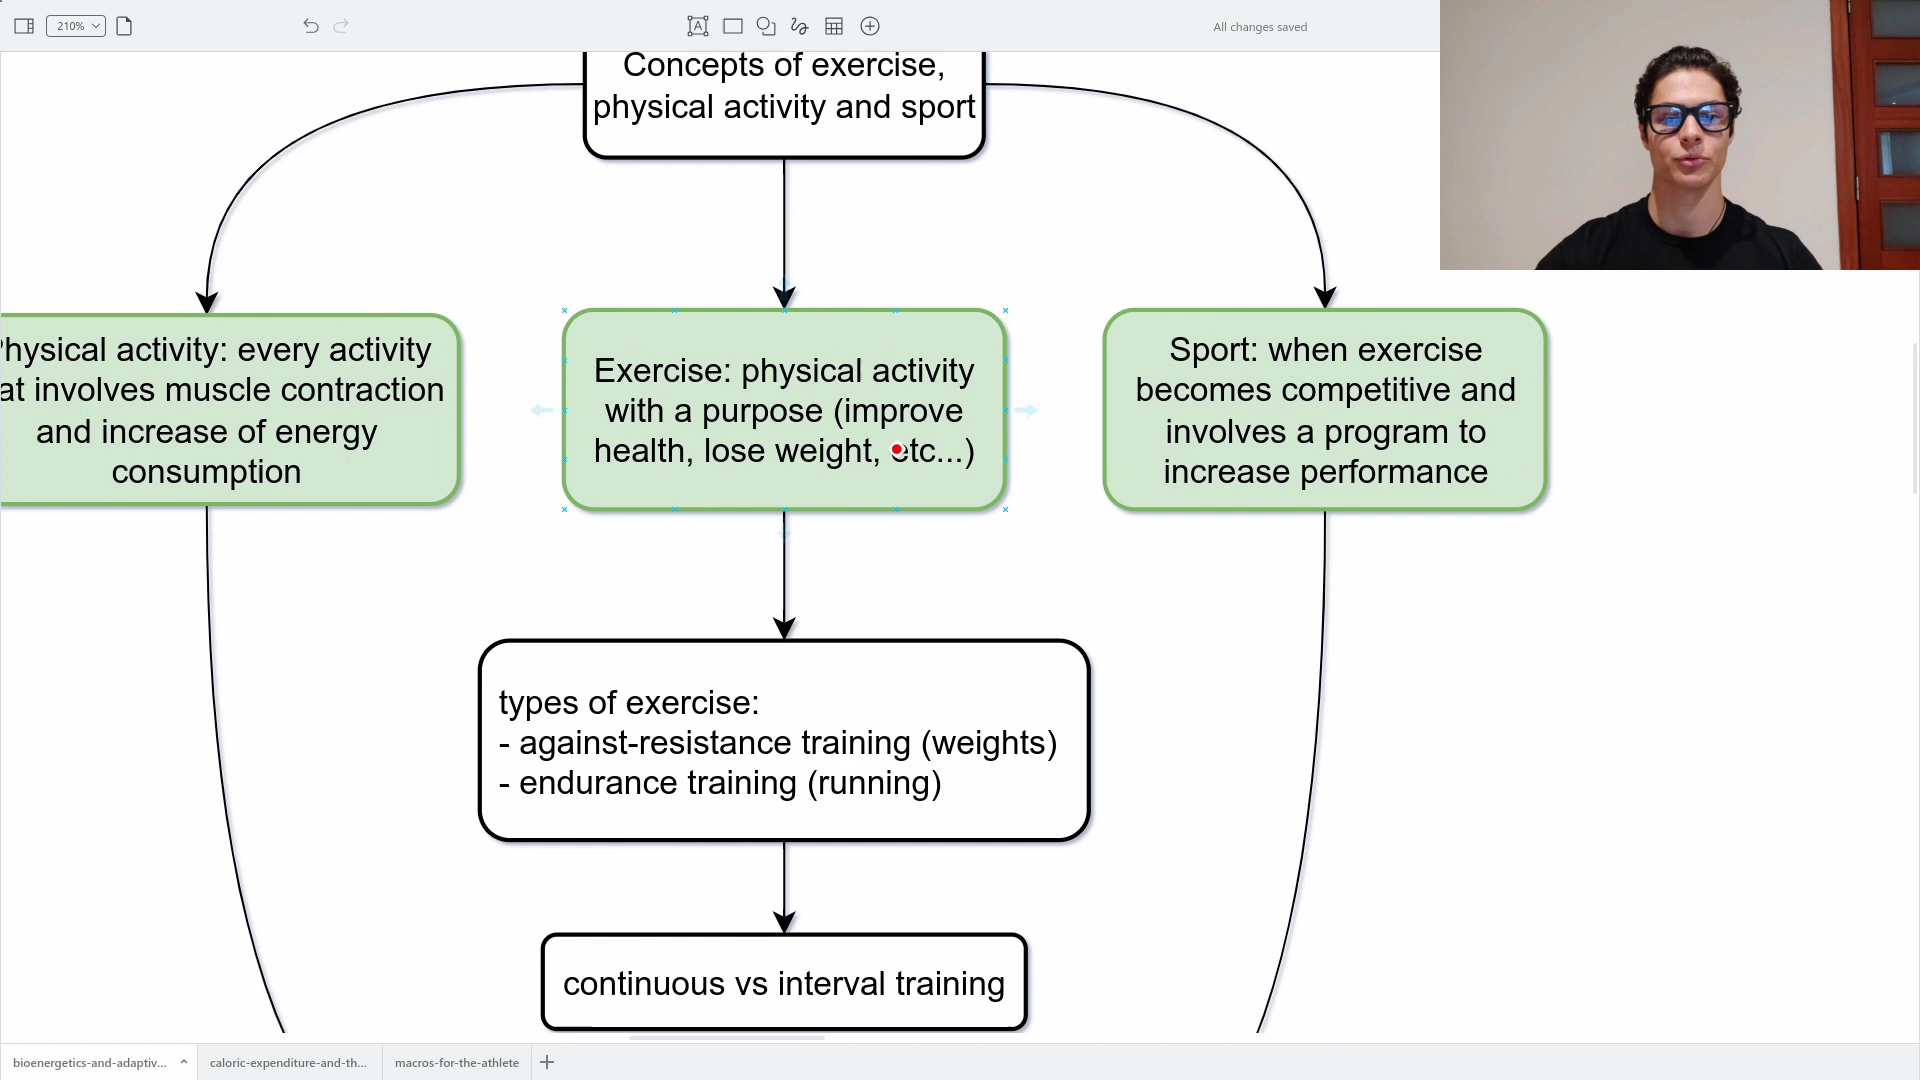 210%
All changes saved
Concepts of exercise,
physical activity and sport
hysical activity: every activity
at involves muscle contraction
and increase of energy
consumption
Exercise: physical activity
with a purpose (improve
health, lose weight, etc...)
Sport: when exercise
becomes competitive and
involves a program to
increase performance
types of exercise:
- against-resistance training (weights)
- endurance training (running)
continuous vs interval training
bioenergetics-and-adaptiv...
caloric-expenditure-and-th...
macros-for-the-athlete